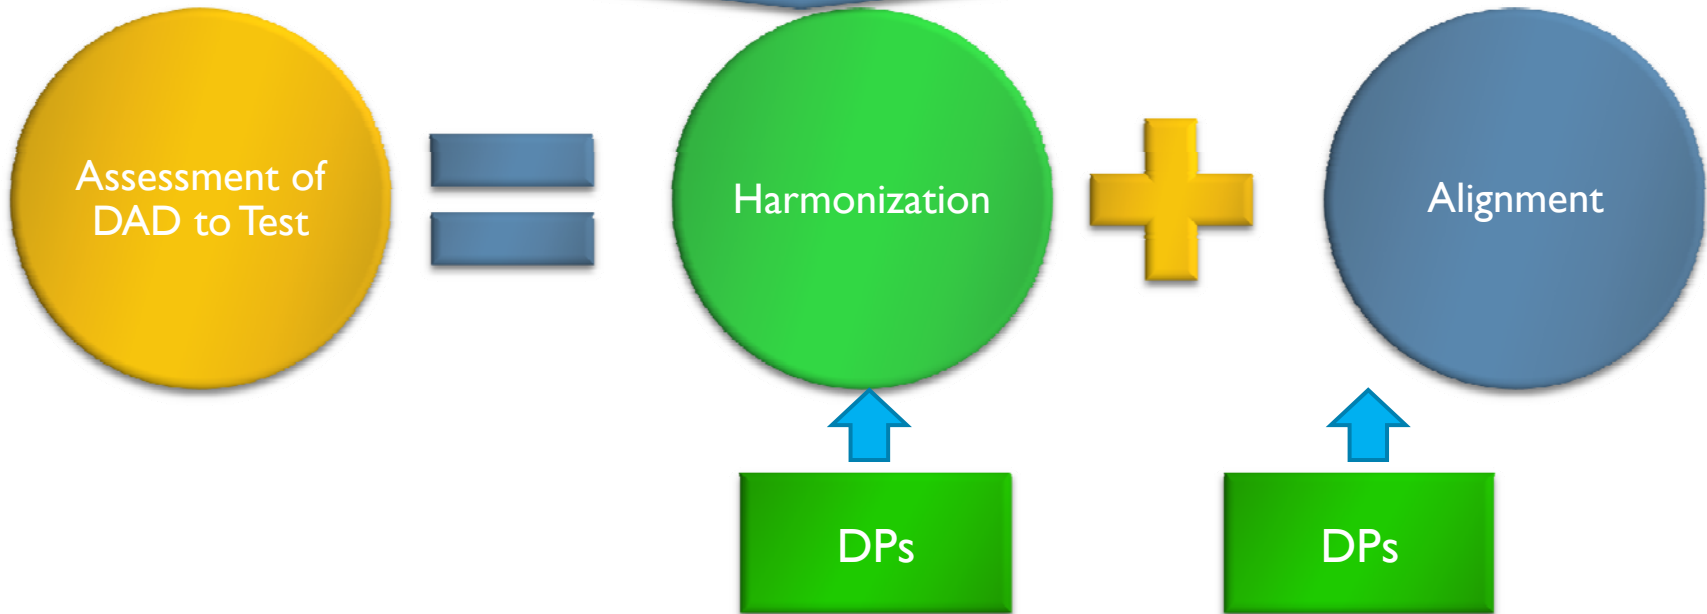 Assessment of
DAD to Test
Harmonization
Alignment
DPs
DPs